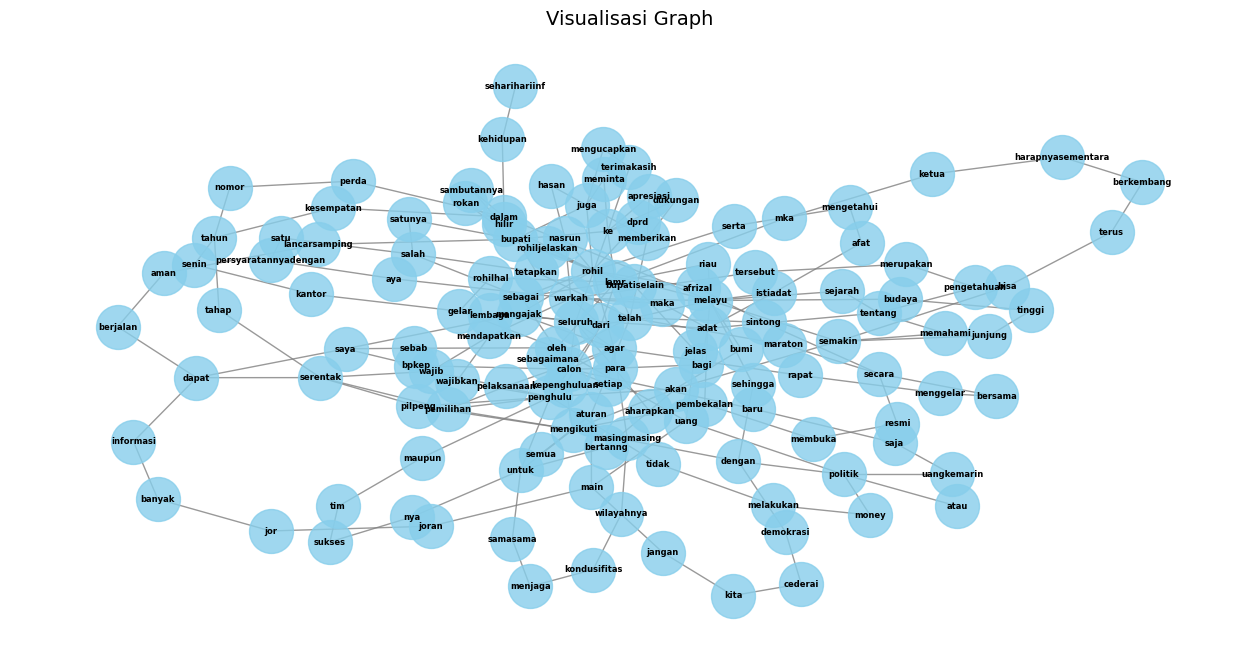 Visualisasi Graph
sehariharìinf
kehidupan
mengucapkan
harapnyasementara
terimakasih
ketua
meminta
berkembang
perda
nomor
hasan
sambutannya
apresiasi
dukungan
rokan
juga
kesempatan
mengetahui
satunya
dalam
mka
hilir
dprd
serta
ke
terus
tahun
satu
bupati
nasrun
memberikan
lancarsamping
afat
rohiljelaskan
salah
persyaratannyadengan
senin
riau
merupakan
aman
rohil
tetapkan
tersebut
aya
rohilhal
lamr
bupatiselain
afrizal
pengetahuan
bisa
kantor
istiadat
sejarah
sebagai
warkah
melayu
budaya
maka
tahap
gelar
lembaga
mengajak
tentang
tinggi
telah
seluruh
sintong
dari
berjalan
adat
memahami
mendapatkan
junjung
semakin
maraton
saya
sebab
oleh
agar
bumi
jelas
sebagaimana
bpkep
bagi
calon
para
wajib
dapat
serentak
rapat
secara
wajibkan
pelaksanaan
kepenghuluan
setiap
sehingga
akan
menggelar
bersama
penghulu
pilpeng
pemilihan
pembekalan
aharapkan
baru
aturan
uang
resmi
mengikuti
masingmasing
membuka
informasi
saja
bertanng
semua
maupun
tidak
dengan
untuk
politik
uangkemarin
main
banyak
tim
melakukan
atau
wilayahnya
money
nya
joran
jor
demokrasi
samasama
sukses
jangan
kondusifitas
menjaga
cederai
kita